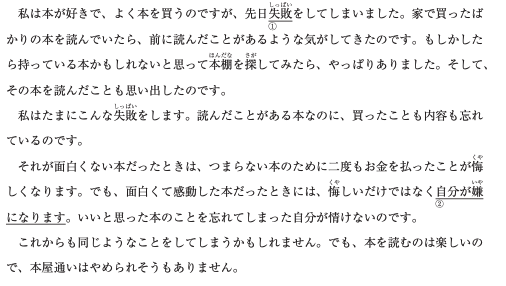 私は本が好きで、よく本を買うのですが、先日失敗をしてしまいました。家で買ったば
かりの本を読んでいたら、前に読んだことがあるような気がしてきたのです。もしかした
ら持っている本かもしれないと思って本棚を探してみたら、やっぱりありました。そして、
その本を読んだことも思い出したのです。
私はたまにこんな失敗をします。読んだことがある本なのに、買ったことも内容も忘れ
ているのです。
それが面白くない本だったときは、つまらない本のために二度もお金を払ったことが悔
しくなります。でも、面白くて感動した本だったときには、悔しいだけではなく自分が嫌
になります。いいと思った本のことを忘れてしまった自分が情けないのです。
これからも同じようなことをしてしまうかもしれません。でも、本を読むのは楽しいの
で、本屋通いはやめられそうもありません。